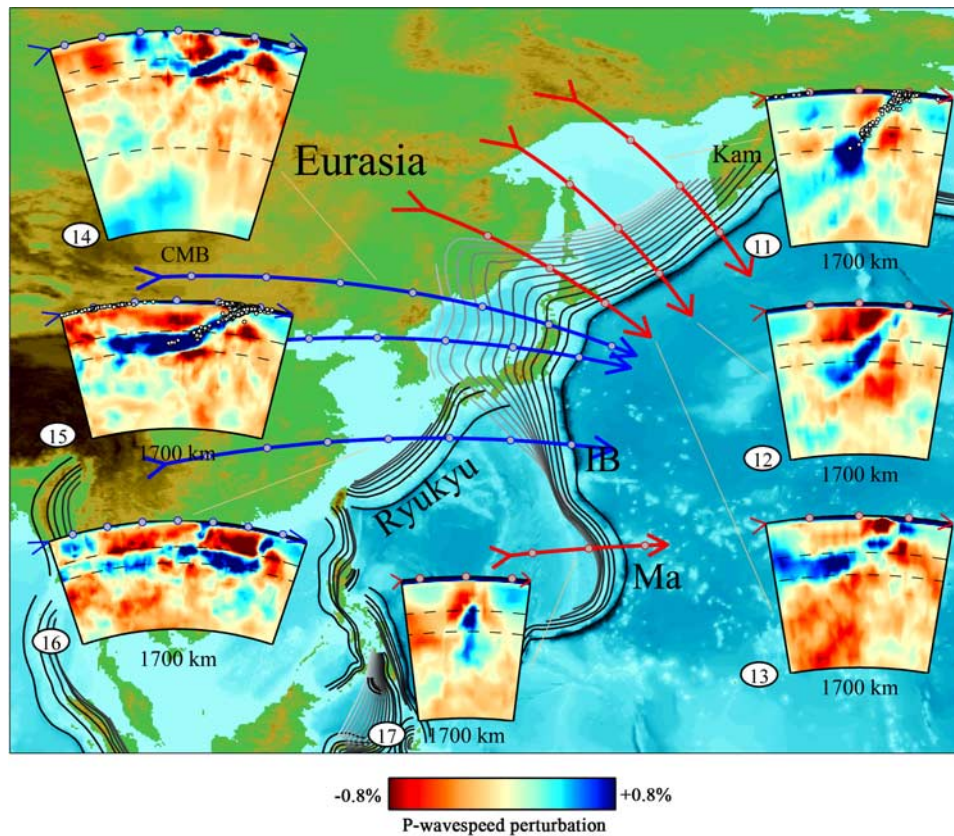 Eurasia
Kam
14
11
CMB
1700 km
15
1700 km
12
1700 km
Ryukyu
IB
Ma
16
1700 km
17
1700 km
13
1700 km
-0.8%
+0.8%
P-wavespeed perturbation